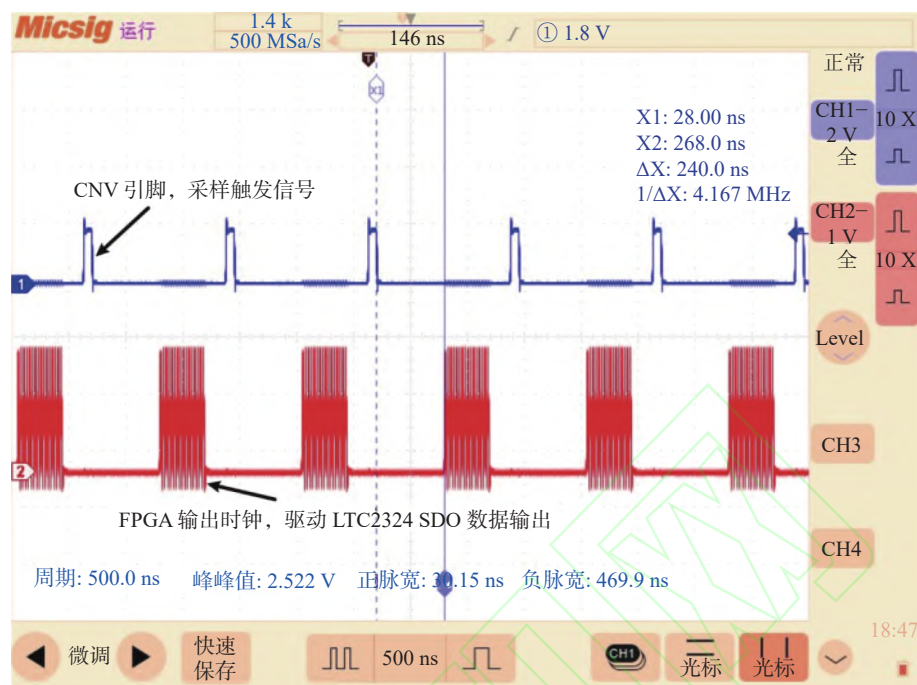 Micsig 运行
1.4 k
500 MSa/s
146 ns
① 1.8 V
正常
T
X1
X1: 28.00 ns
X2: 268.0 ns
ΔX: 240.0 ns
1/ΔX: 4.167 MHz
CH1−
2 V
全
10 X
CNV 引脚，采样触发信号
CH2−
1 V
全
10 X
1
Level
2
CH3
FPGA 输出时钟，驱动 LTC2324 SDO 数据输出
CH4
周期: 500.0 ns 峰峰值: 2.522 V 正脉宽: 30.15 ns 负脉宽: 469.9 ns
18:47
微调
快速
保存
500 ns
CH1
光标
光标